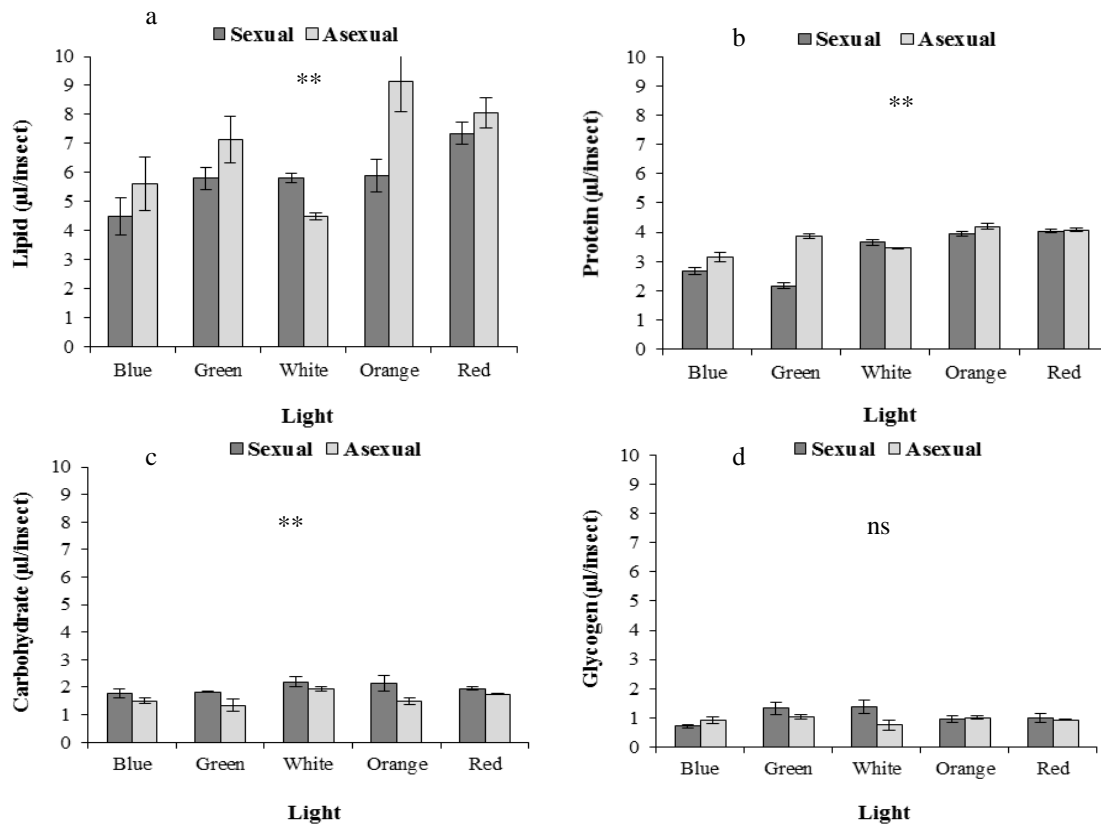 a
Sexual Asexual
10
9
8
7
6
5
4
3
2
1
0
**
Lipid (µl/insect)
Blue Green White Orange Red
Light
b
Sexual Asexual
10
9
8
7
6
5
4
3
2
1
0
**
Protein (µl/insect)
Blue Green White Orange Red
Light
c
Sexual Asexual
10
9
8
7
6
5
4
3
2
1
0
**
Carbohydrate (µl/insect)
Blue Green White Orange Red
Light
d
Sexual Asexual
10
9
8
7
6
5
4
3
2
1
0
ns
Glycogen (µl/insect)
Blue Green White Orange Red
Light